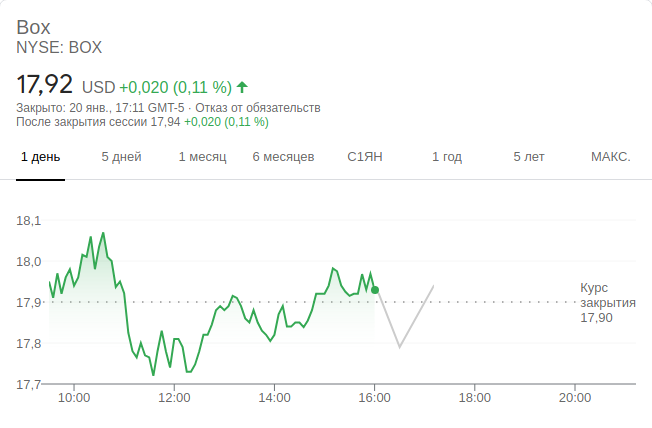 Box
NYSE: BOX
17,92 USD +0,020 (0,11 %)
Закрыто: 20 янв., 17:11 GMT-5 · Отказ от обязательств
После закрытия сессии 17,94 +0,020 (0,11 %)
1 день 5 дней 1 месяц 6 месяцев С1ЯН 1 год 5 лет МАКС.
18,1
18,0
17,9
17,8
17,7
Курс
закрытия
17,90
10:00 12:00 14:00 16:00 18:00 20:00